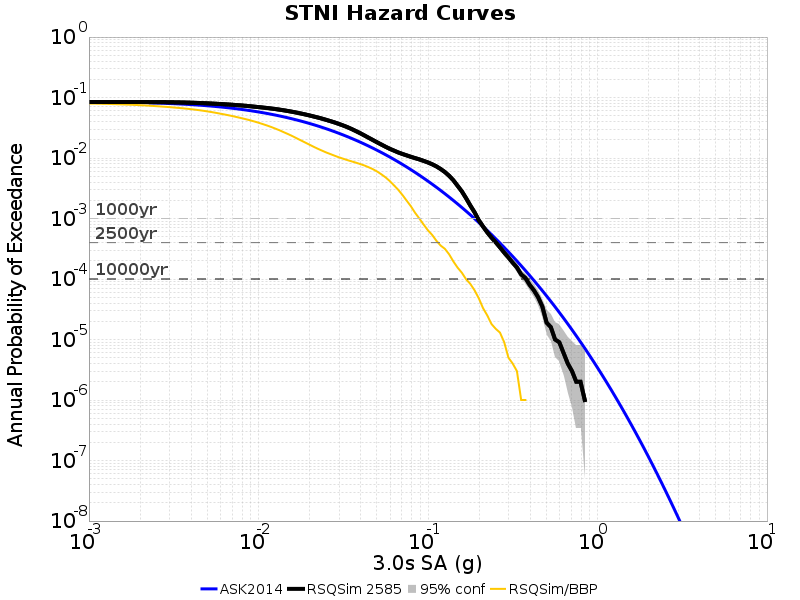 STNI Hazard Curves
Annual Probability of Exceedance
10^0
10^-1
10^-2
10^-3
10^-4
10^-5
10^-6
10^-7
10^-8
1000yr
2500yr
10000yr
10^-3 10^-2 10^-1 10^0 10^1
3.0s SA (g)
ASK2014 RSQSim 2585 95% conf RSQSim/BBP